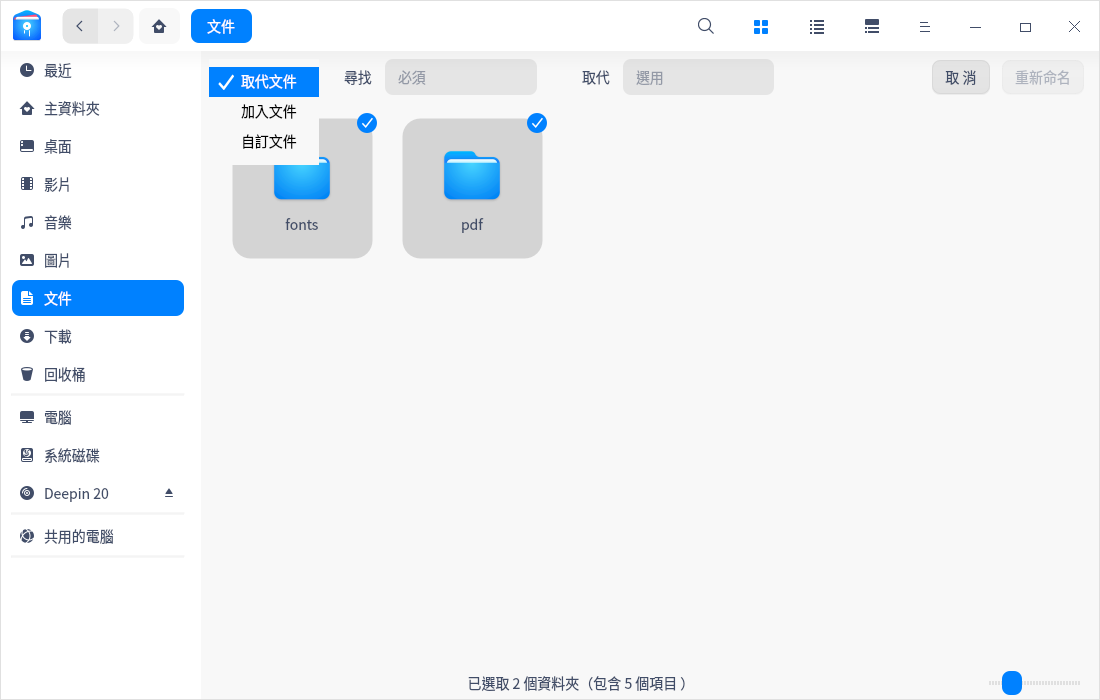 文件
最近
主資料夾
桌面
影片
音樂
圖片
文件
下載
回收桶
電腦
系統磁碟
Deepin 20
共用的電腦
取代文件
加入文件
自訂文件
尋找 必須 取代 選用 取消 重新命名
fonts pdf
已選取 2 個資料夾（包含 5 個項目 ）